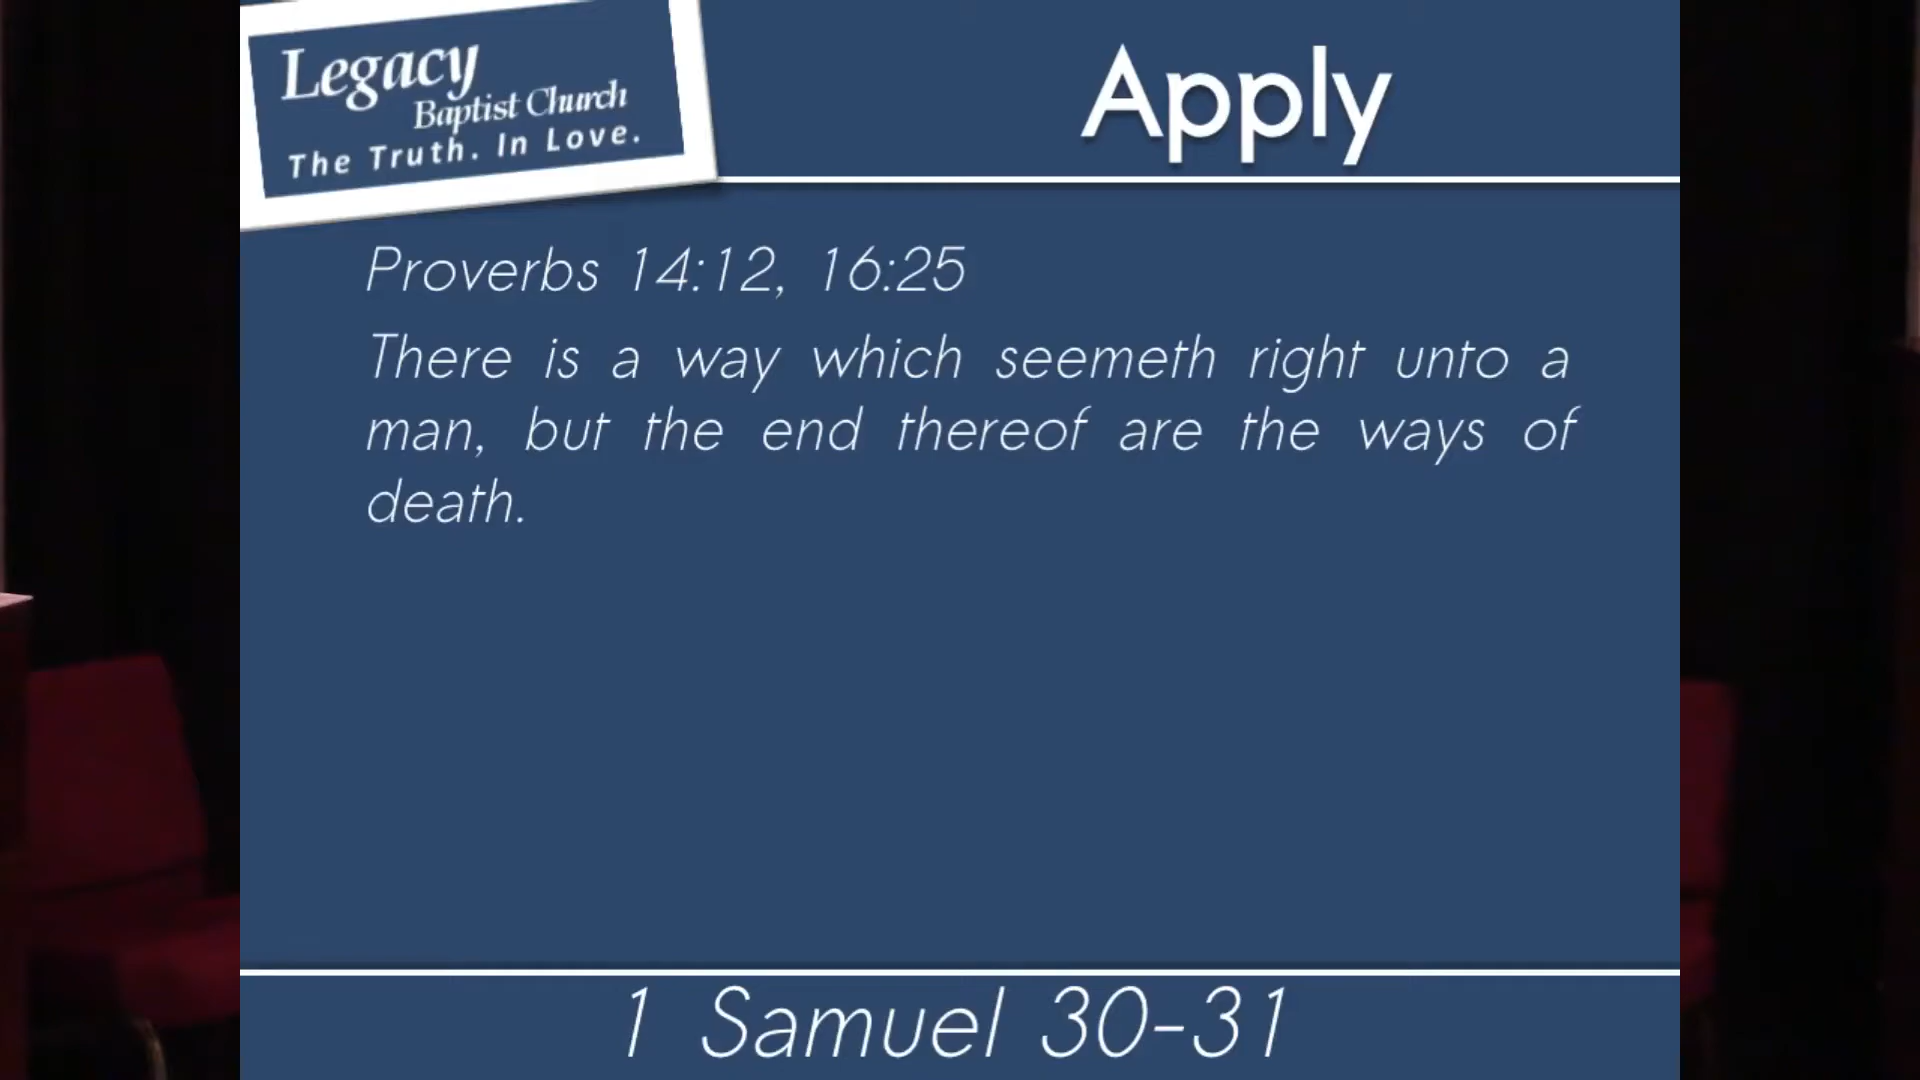 Legacy
Baptist Church
The Truth. In Love.
Apply
Proverbs 14:12, 16:25
There is a way which seemeth right unto a
man, but the end thereof are the ways of
death.
1 Samuel 30-31